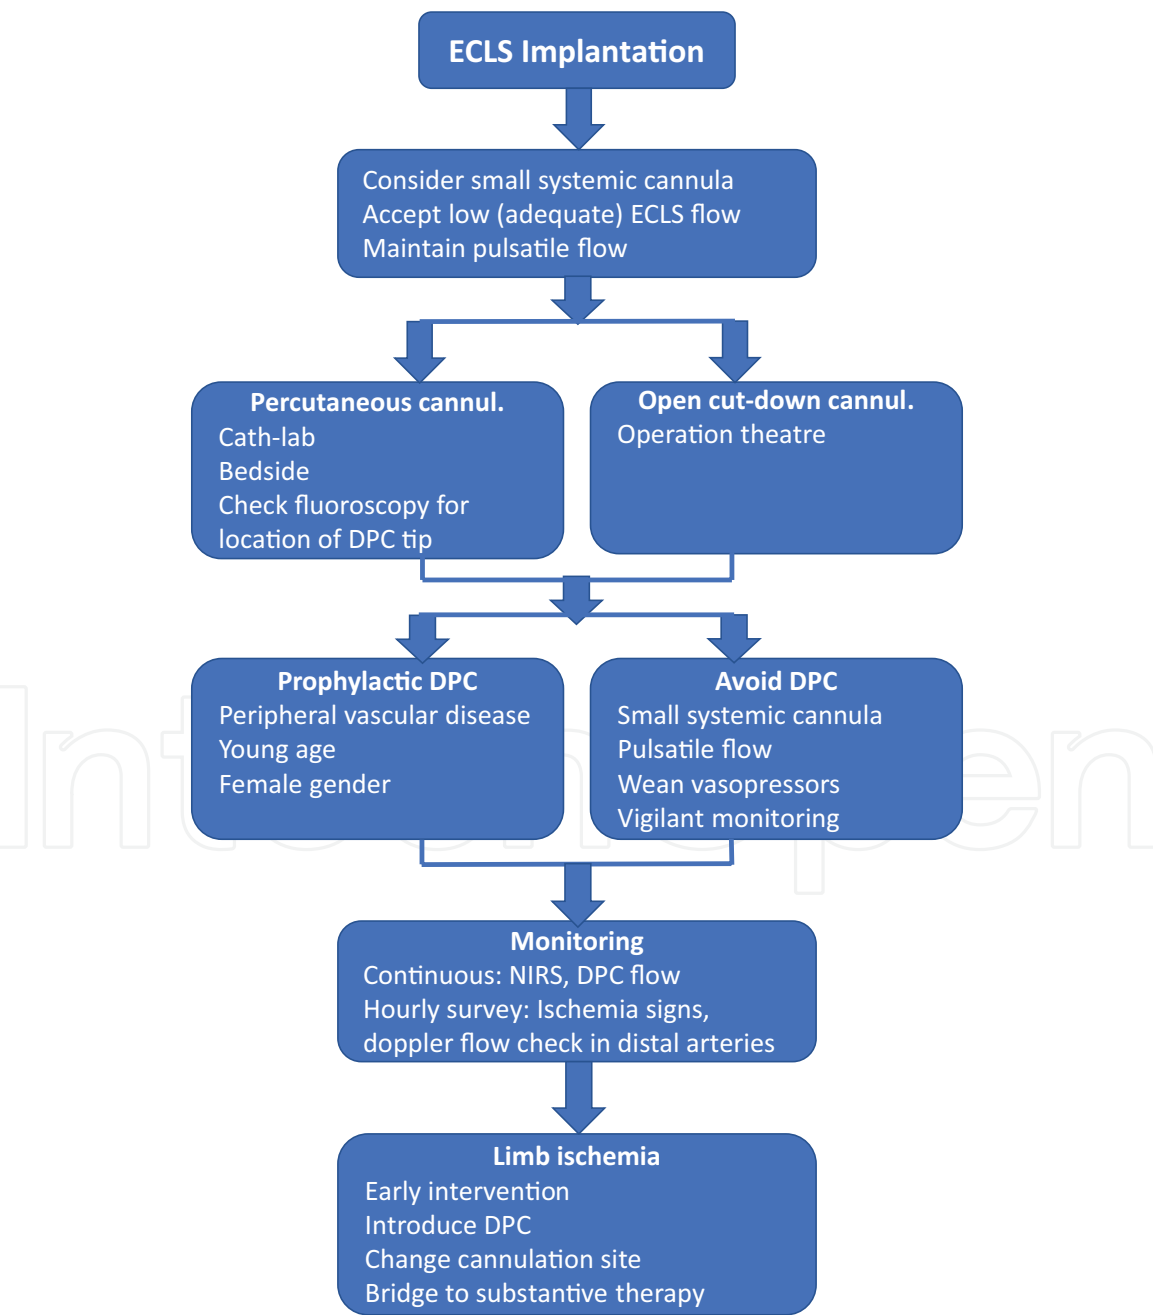 ECLS Implantation
Consider small systemic cannula
Accept low (adequate) ECLS flow
Maintain pulsatile flow
Percutaneous cannul.
Cath-lab
Bedside
Check fluoroscopy for
location of DPC tip
Open cut-down cannul.
Operation theatre
Prophylactic DPC
Peripheral vascular disease
Young age
Female gender
Avoid DPC
Small systemic cannula
Pulsatile flow
Wean vasopressors
Vigilant monitoring
IntechOpen
Monitoring
Continuous: NIRS, DPC flow
Hourly survey: Ischemia signs,
doppler flow check in distal arteries
Limb ischemia
Early intervention
Introduce DPC
Change cannulation site
Bridge to substantive therapy